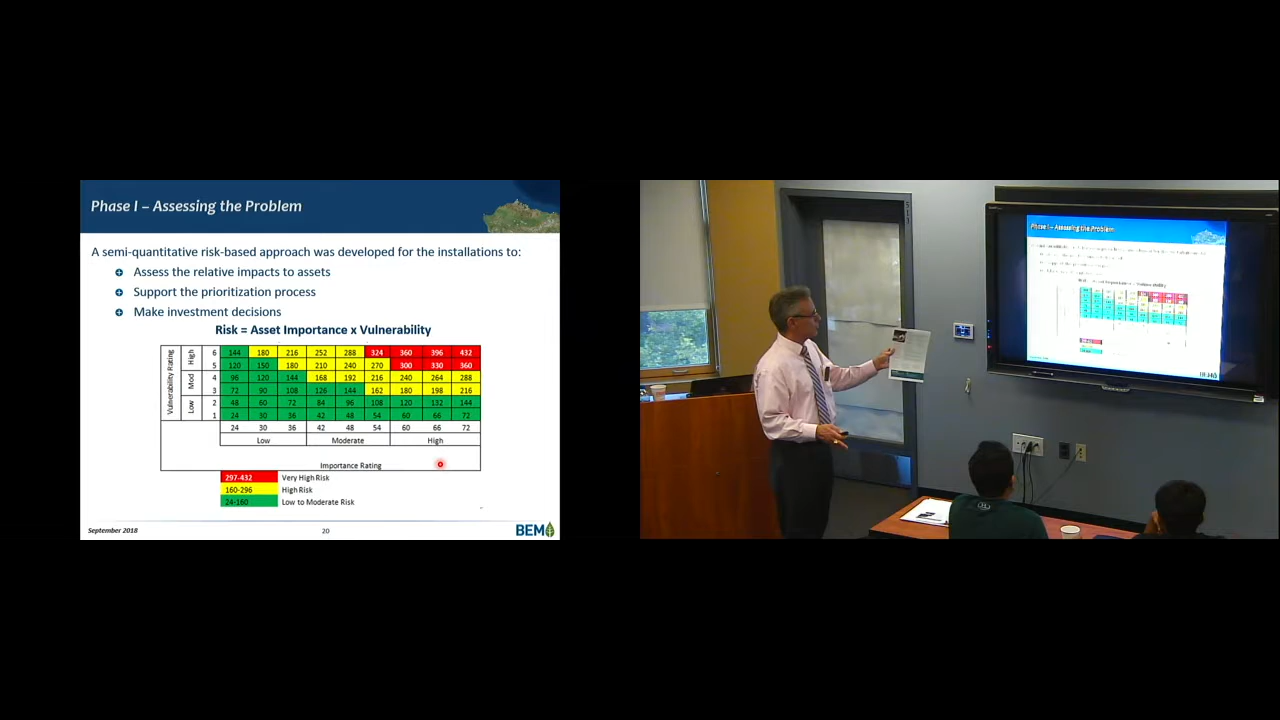 Phase I – Assessing the Problem
A semi-quantitative risk-based approach was developed for the installations to:
Assess the relative impacts to assets
Support the prioritization process
Make investment decisions
Risk = Asset Importance x Vulnerability
Vulnerability Rating
High
6 144 180 216 252 288 324 360 396 432
5 120 150 180 210 240 270 300 330 360
Mod
4 96 120 144 168 192 216 240 264 288
3 72 90 108 126 144 162 180 198 216
Low
2 48 60 72 84 96 108 120 132 144
1 24 30 36 42 48 54 60 66 72
24 30 36 42 48 54 60 66 72
Low Moderate High
Importance Rating
297-432 Very High Risk
160-296 High Risk
24-160 Low to Moderate Risk
September 2018
20
BEM
Phase I – Assessing the Problem